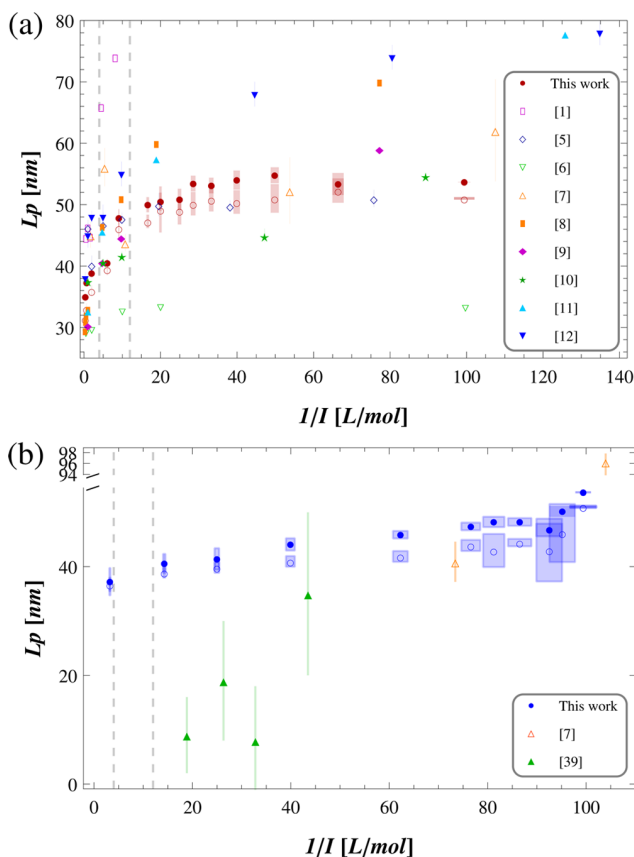 (a)
80
70
60
50
40
30
Lp [nm]
This work
[1]
[5]
[6]
[7]
[8]
[9]
[10]
[11]
[12]
0 20 40 60 80 100 120 140
1/I [L/mol]
(b)
98
96
94
40
20
0
Lp [nm]
This work
[7]
[39]
0 20 40 60 80 100
1/I [L/mol]